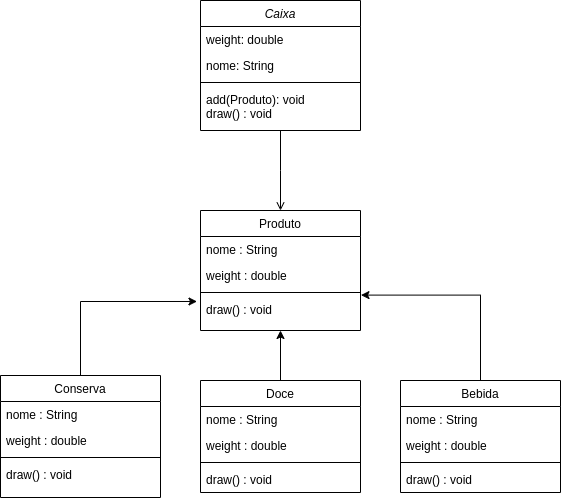 Caixa
weight: double
nome: String
add(Produto): void
draw() : void
Produto
nome : String
weight : double
draw() : void
Conserva
nome : String
weight : double
draw() : void
Doce
nome : String
weight : double
draw() : void
Bebida
nome : String
weight : double
draw() : void